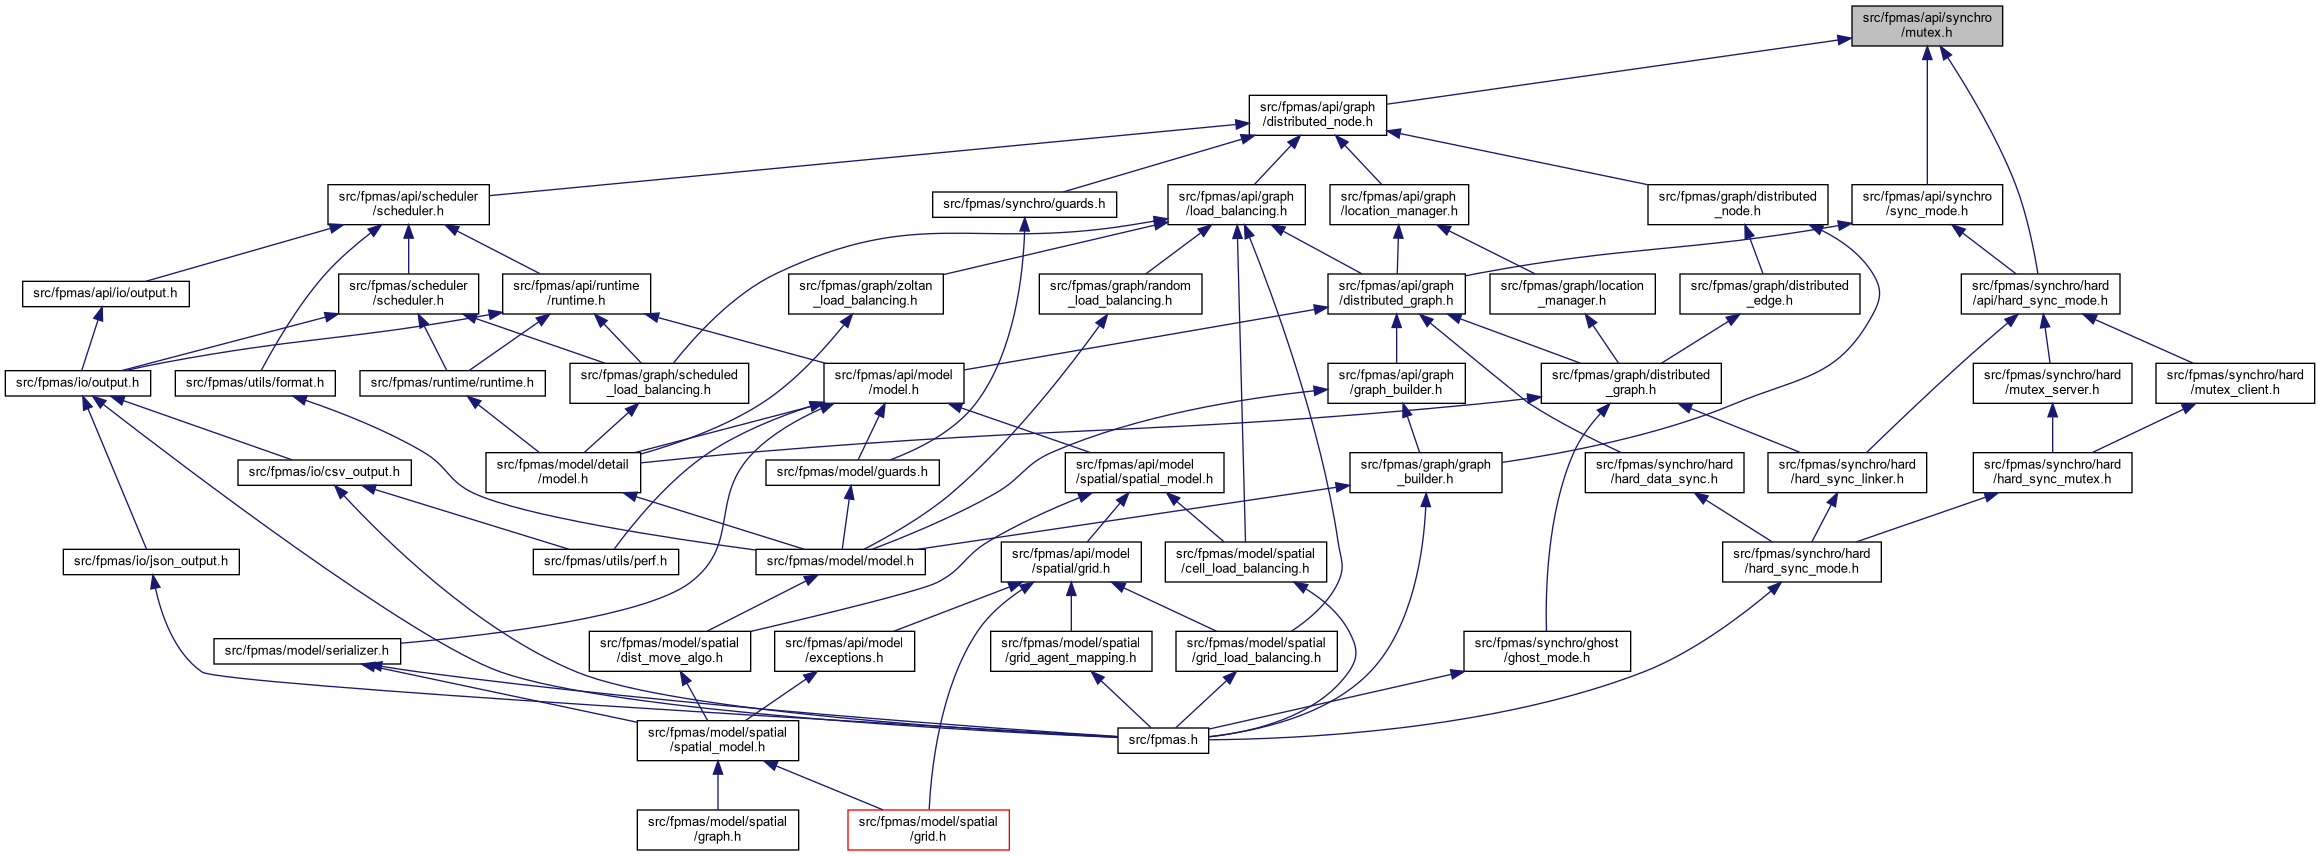 src/fpmas/api/synchro
/mutex.h
src/fpmas/api/graph
/distributed_node.h
src/fpmas/api/scheduler
/scheduler.h
src/fpmas/synchro/guards.h
src/fpmas/api/graph
/load_balancing.h
src/fpmas/api/graph
/location_manager.h
src/fpmas/graph/distributed
_node.h
src/fpmas/api/synchro
/sync_mode.h
src/fpmas/api/io/output.h
src/fpmas/scheduler
/scheduler.h
src/fpmas/api/runtime
/runtime.h
src/fpmas/graph/zoltan
_load_balancing.h
src/fpmas/graph/random
_load_balancing.h
src/fpmas/api/graph
/distributed_graph.h
src/fpmas/graph/location
_manager.h
src/fpmas/graph/distributed
_edge.h
src/fpmas/synchro/hard
/api/hard_sync_mode.h
src/fpmas/io/output.h
src/fpmas/utils/format.h
src/fpmas/runtime/runtime.h
src/fpmas/graph/scheduled
_load_balancing.h
src/fpmas/api/model
/model.h
src/fpmas/api/graph
/graph_builder.h
src/fpmas/graph/distributed
_graph.h
src/fpmas/synchro/hard
/mutex_server.h
src/fpmas/synchro/hard
/mutex_client.h
src/fpmas/io/csv_output.h
src/fpmas/model/detail
/model.h
src/fpmas/model/guards.h
src/fpmas/api/model
/spatial/spatial_model.h
src/fpmas/graph/graph
_builder.h
src/fpmas/synchro/hard
/hard_data_sync.h
src/fpmas/synchro/hard
/hard_sync_linker.h
src/fpmas/synchro/hard
/hard_sync_mutex.h
src/fpmas/io/json_output.h
src/fpmas/utils/perf.h
src/fpmas/model/model.h
src/fpmas/api/model
/spatial/grid.h
src/fpmas/model/spatial
/cell_load_balancing.h
src/fpmas/synchro/hard
/hard_sync_mode.h
src/fpmas/model/serializer.h
src/fpmas/model/spatial
/dist_move_algo.h
src/fpmas/api/model
/exceptions.h
src/fpmas/model/spatial
/grid_agent_mapping.h
src/fpmas/model/spatial
/grid_load_balancing.h
src/fpmas/synchro/ghost
/ghost_mode.h
src/fpmas/model/spatial
/spatial_model.h
src/fpmas.h
src/fpmas/model/spatial
/graph.h
src/fpmas/model/spatial
/grid.h